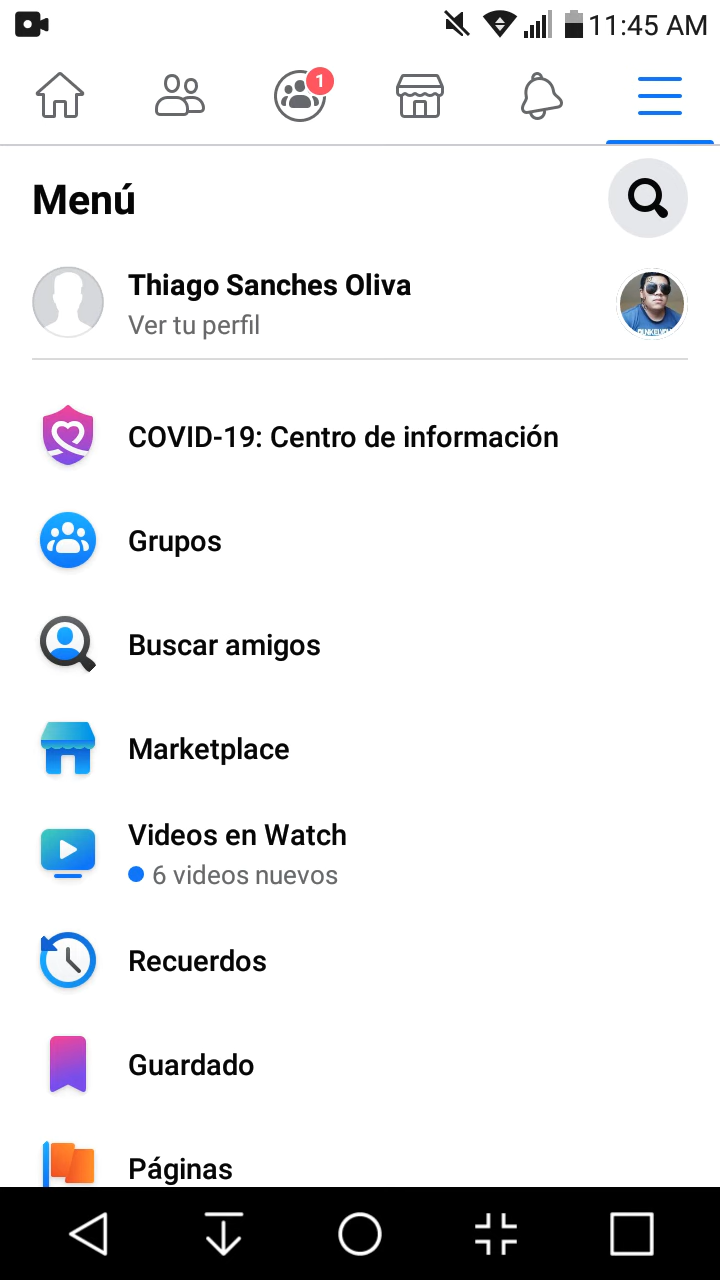 11:45 AM
1
Menú
Thiago Sanches Oliva
Ver tu perfil
COVID-19: Centro de información
Grupos
Buscar amigos
Marketplace
Videos en Watch
6 videos nuevos
Recuerdos
Guardado
Páginas